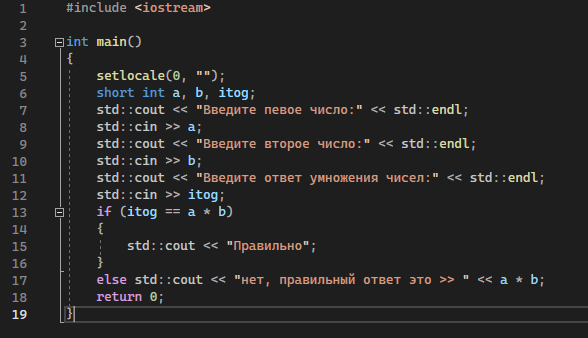 1 #include <iostream>
2
3 int main()
4 {
5 setlocale(0, "");
6 short int a, b, itog;
7 std::cout << "Введите певое число:" << std::endl;
8 std::cin >> a;
9 std::cout << "Введите второе число:" << std::endl;
10 std::cin >> b;
11 std::cout << "Введите ответ умножения чисел:" << std::endl;
12 std::cin >> itog;
13 if (itog == a * b)
14 {
15 std::cout << "Правильно";
16 }
17 else std::cout << "нет, правильный ответ это >> " << a * b;
18 return 0;
19 }